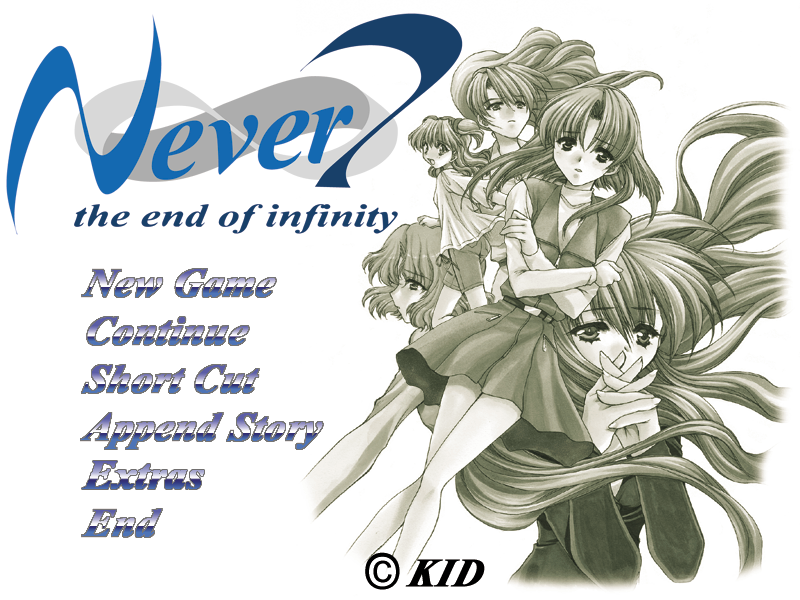 Never7
the end of infinity
New Game
Continue
Short Cut
Append Story
Extras
End
© KID